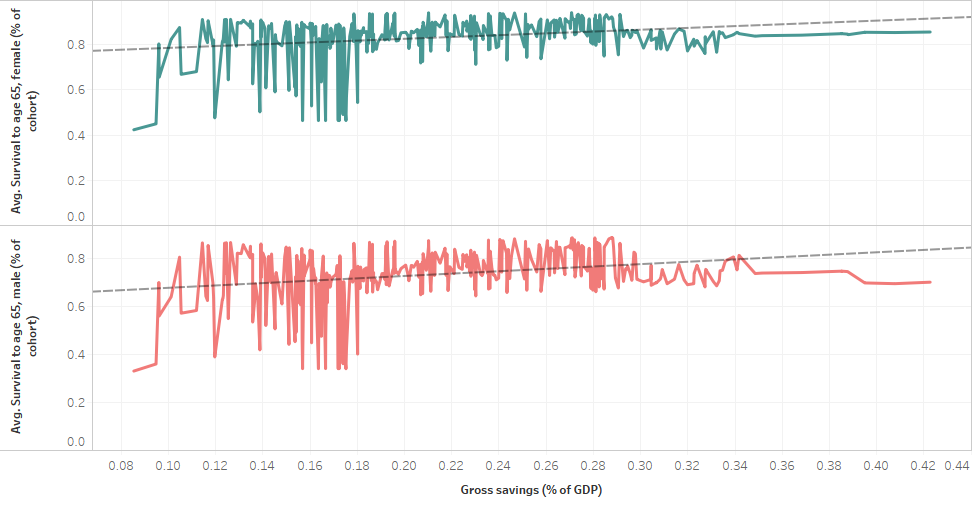 Avg. Survival to age 65, female (% of
cohort)
0.8
0.6
0.4
0.2
0.0
Avg. Survival to age 65, male (% of
cohort)
0.8
0.6
0.4
0.2
0.0
0.08 0.10 0.12 0.14 0.16 0.18 0.20 0.22 0.24 0.26 0.28 0.30 0.32 0.34 0.36 0.38 0.40 0.42 0.44
Gross savings (% of GDP)